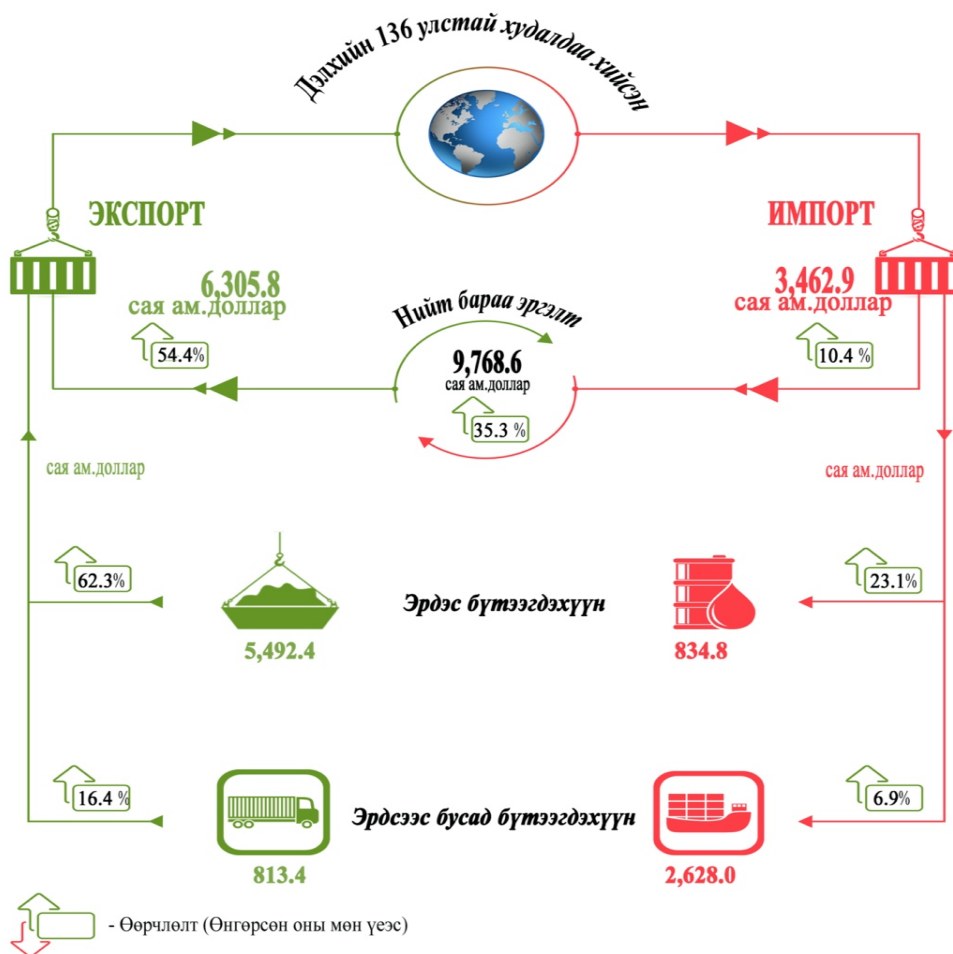 Дэлхийн 136 улстай худалдаа хийсэн
ЭКСПОРТ
ИМПОРТ
6,305.8
сая ам.доллар
54.4%
3,462.9
сая ам.доллар
10.4 %
Нийт бараа эргэлт
9,768.6
сая ам.доллар
35.3 %
сая ам.доллар
сая ам.доллар
62.3%
Эрдэс бүтээгдэхүүн
23.1%
5,492.4
834.8
16.4 %
Эрдсээс бусад бүтээгдэхүүн
6.9%
813.4
2,628.0
- Өөрчлөлт (Өнгөрсөн оны мөн үеэс)